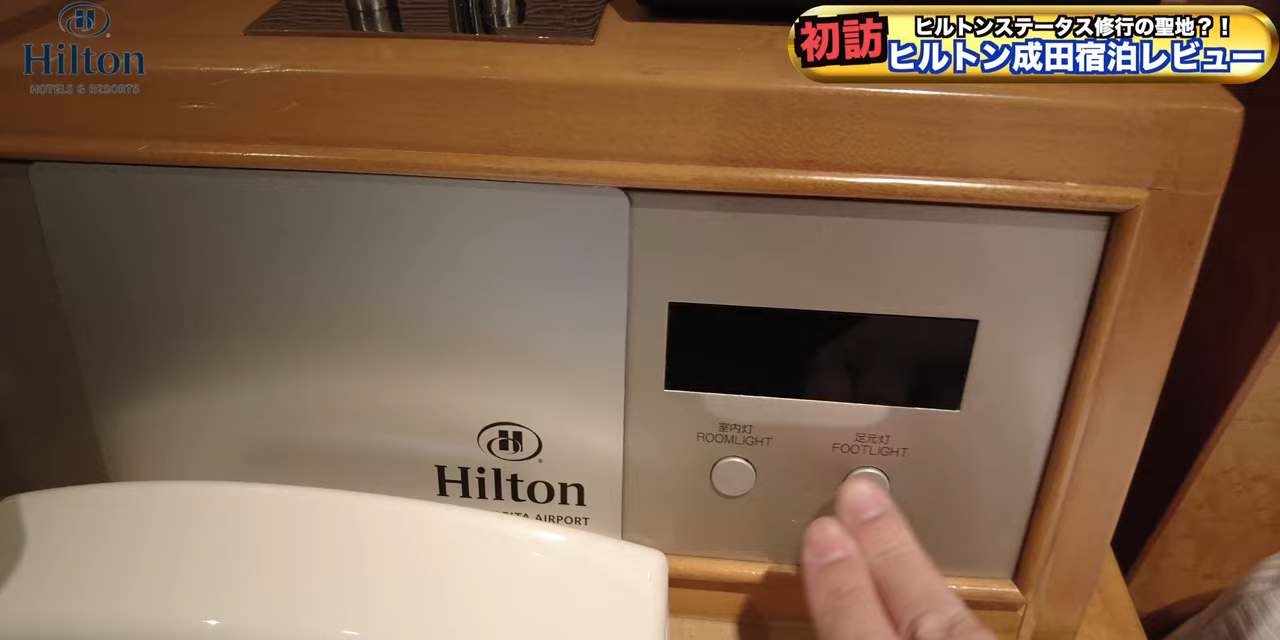 Hilton
HOTELS & RESORTS
初訪
ヒルトンステータス修行の聖地?!
ヒルトン成田宿泊レビュー
室内灯
ROOMLIGHT
足元灯
FOOTLIGHT
Hilton
AIRPORT